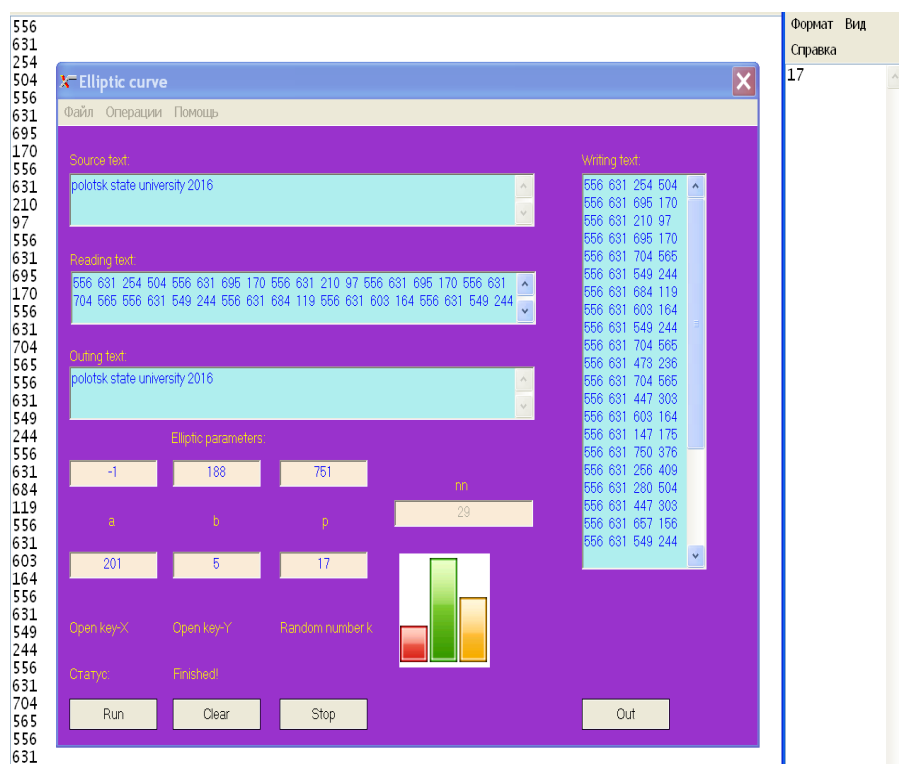 556
631
254
504
556
631
695
170
556
631
210
97
556
631
695
170
556
631
704
565
556
631
549
244
556
631
684
119
556
631
603
164
556
631
549
244
556
631
704
565
556
631
Elliptic curve
Файл Операции Помощь
Source text:
polotsk state university 2016
Reading text:
556 631 254 504 556 631 695 170 556 631 210 97 556 631 695 170 556 631
704 565 556 631 549 244 556 631 684 119 556 631 603 164 556 631 549 244
Outing text:
polotsk state university 2016
Elliptic parameters:
-1 188 751
a b p
nn
29
201 5 17
Open key-X Open key-Y Random number k
Статус: Finished!
Run Clear Stop
Writing text:
556 631 254 504
556 631 695 170
556 631 210 97
556 631 695 170
556 631 704 565
556 631 549 244
556 631 684 119
556 631 603 164
556 631 549 244
556 631 704 565
556 631 473 236
556 631 704 565
556 631 447 303
556 631 603 164
556 631 147 175
556 631 750 376
556 631 256 409
556 631 280 504
556 631 447 303
556 631 657 156
556 631 549 244
Out
Формат Вид
Справка
17